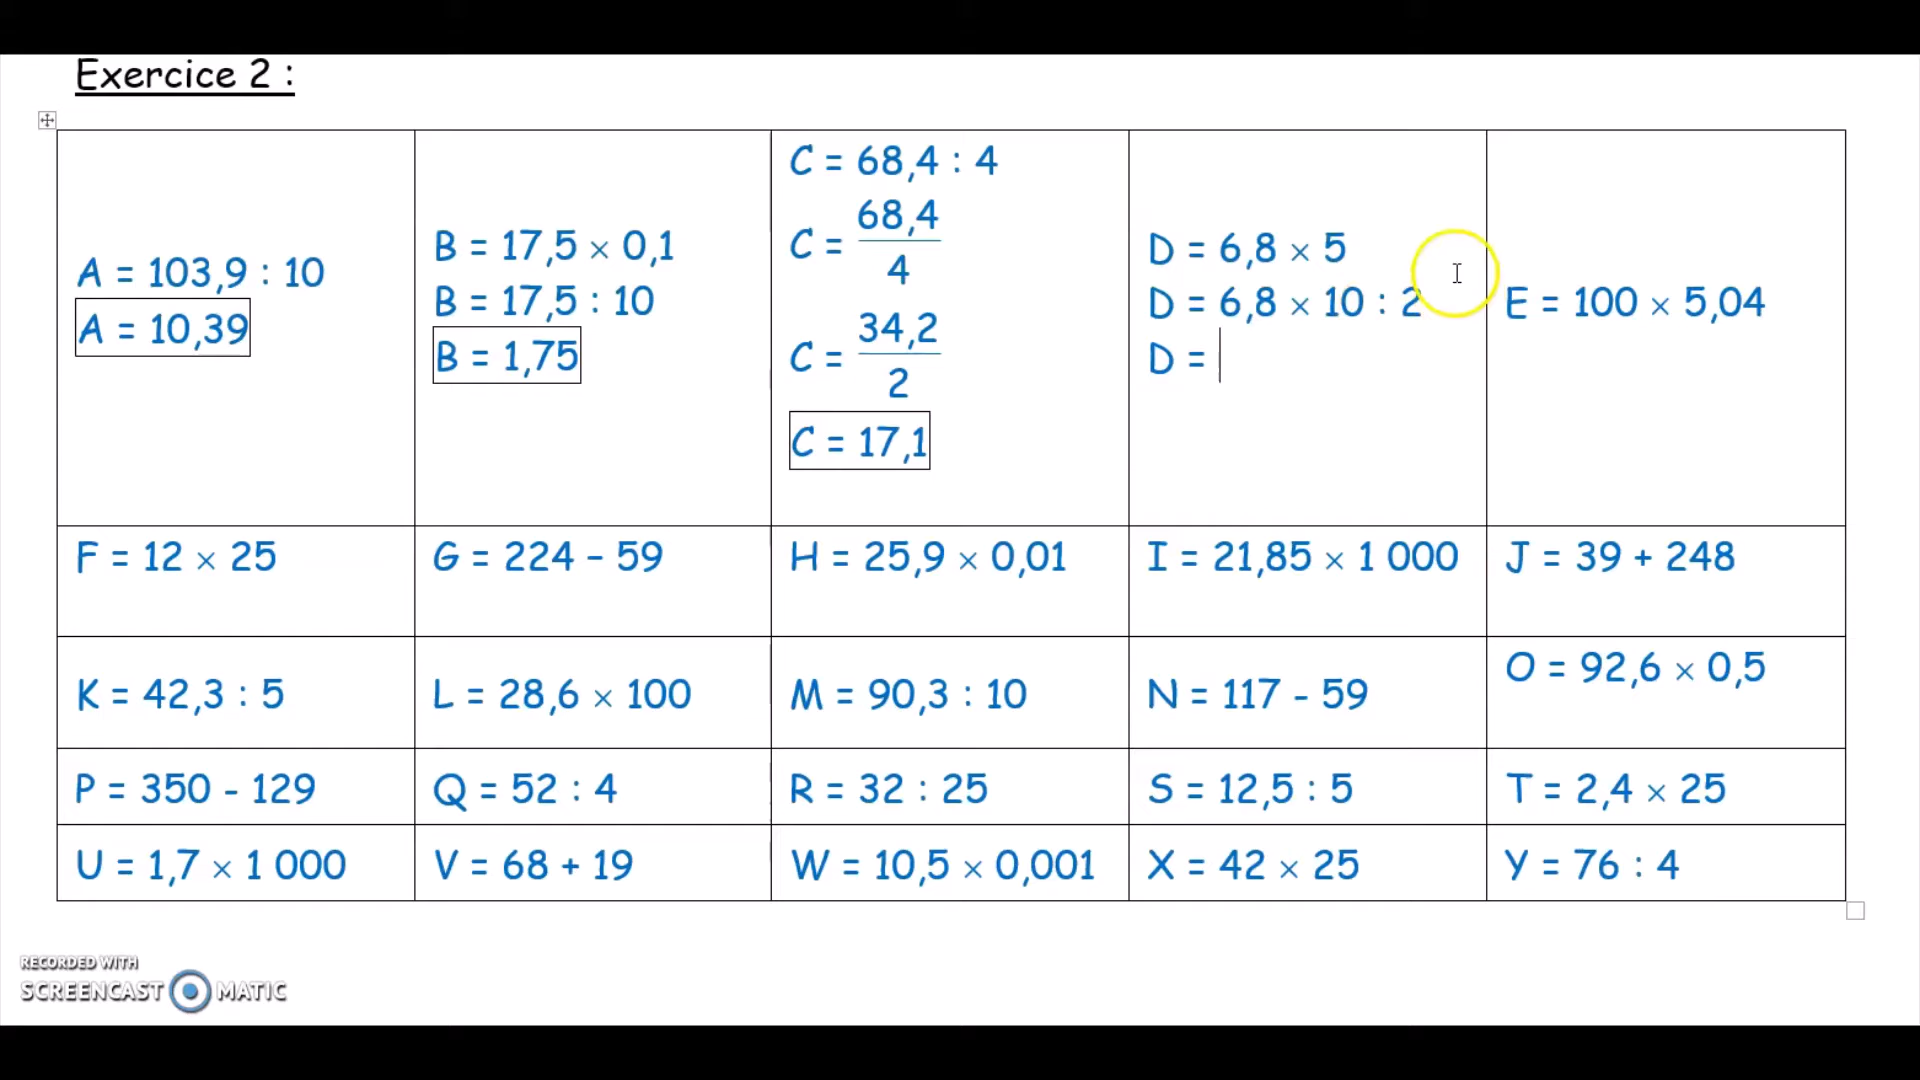 Exercice 2 :
A = 103,9 : 10
A = 10,39
B = 17,5 × 0,1
B = 17,5 : 10
B = 1,75
C = 68,4 : 4
C = 68,4/4
C = 34,2/2
C = 17,1
D = 6,8 × 5
D = 6,8 × 10 : 2
D =
E = 100 × 5,04
F = 12 × 25
G = 224 – 59
H = 25,9 × 0,01
I = 21,85 × 1 000
J = 39 + 248
K = 42,3 : 5
L = 28,6 × 100
M = 90,3 : 10
N = 117 - 59
O = 92,6 × 0,5
P = 350 - 129
Q = 52 : 4
R = 32 : 25
S = 12,5 : 5
T = 2,4 × 25
U = 1,7 × 1 000
V = 68 + 19
W = 10,5 × 0,001
X = 42 × 25
Y = 76 : 4
RECORDED WITH
SCREENCAST MATIC